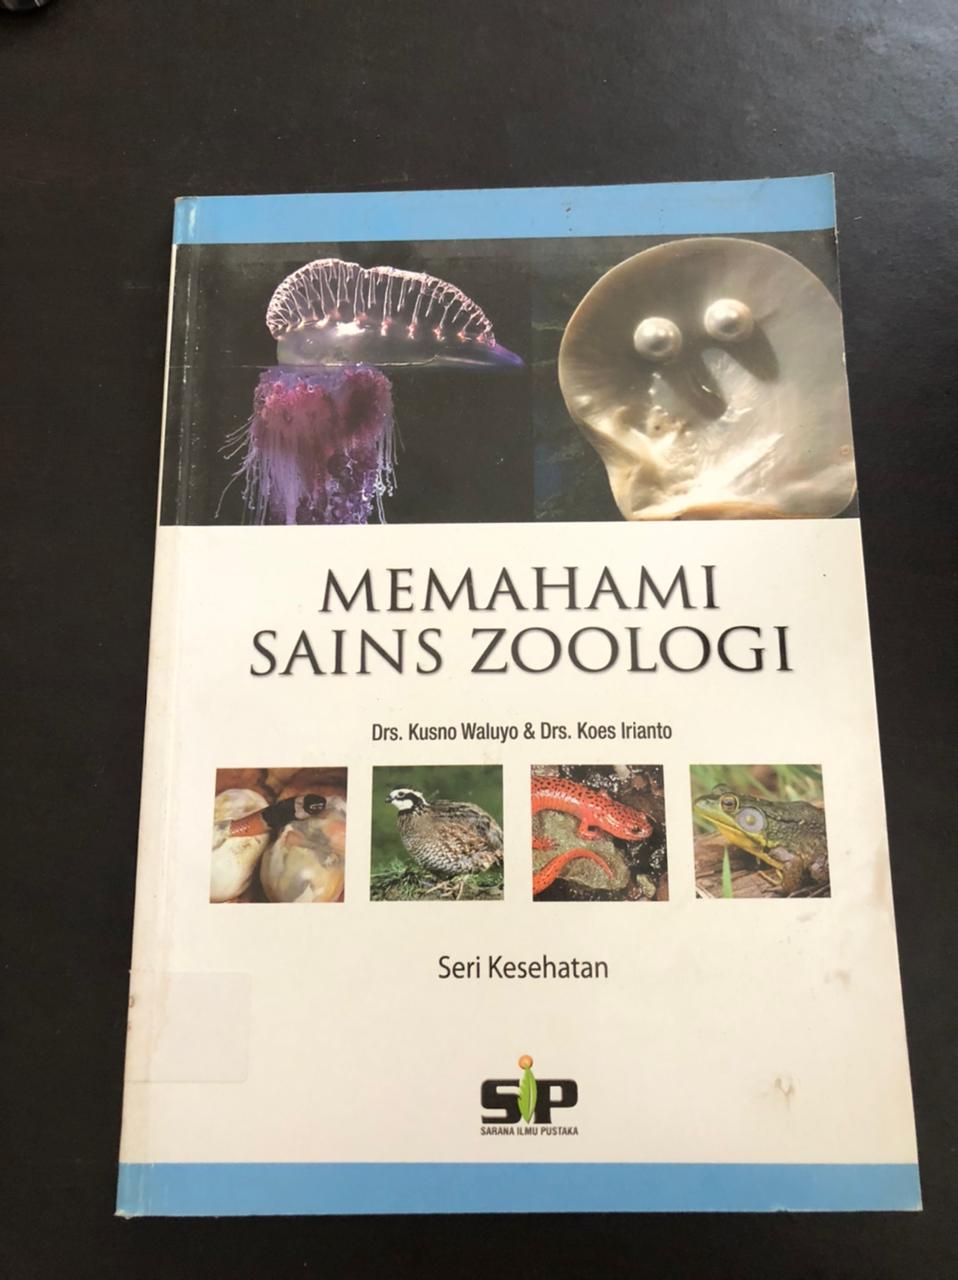 MEMAHAMI
SAINS ZOOLOGI
Drs. Kusno Waluyo & Drs. Koes Irianto
Seri Kesehatan
SIP
SARANA ILMU PUSTAKA